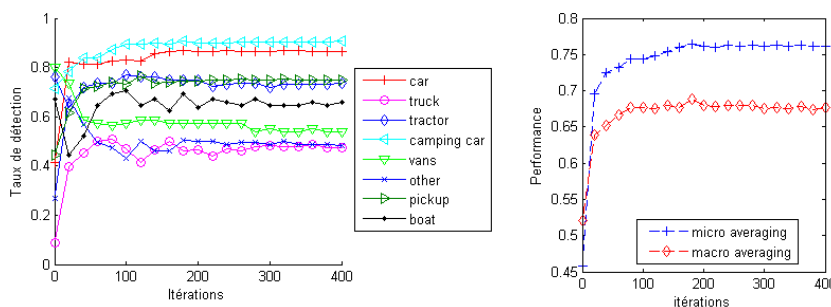 1
0.8
0.6
0.4
0.2
0
0 100 200 300 400
Taux de détection
Itérations
car
truck
tractor
camping car
vans
other
pickup
boat
0.8
0.75
0.7
0.65
0.6
0.55
0.5
0.45
0 100 200 300 400
Performance
itérations
micro averaging
macro averaging